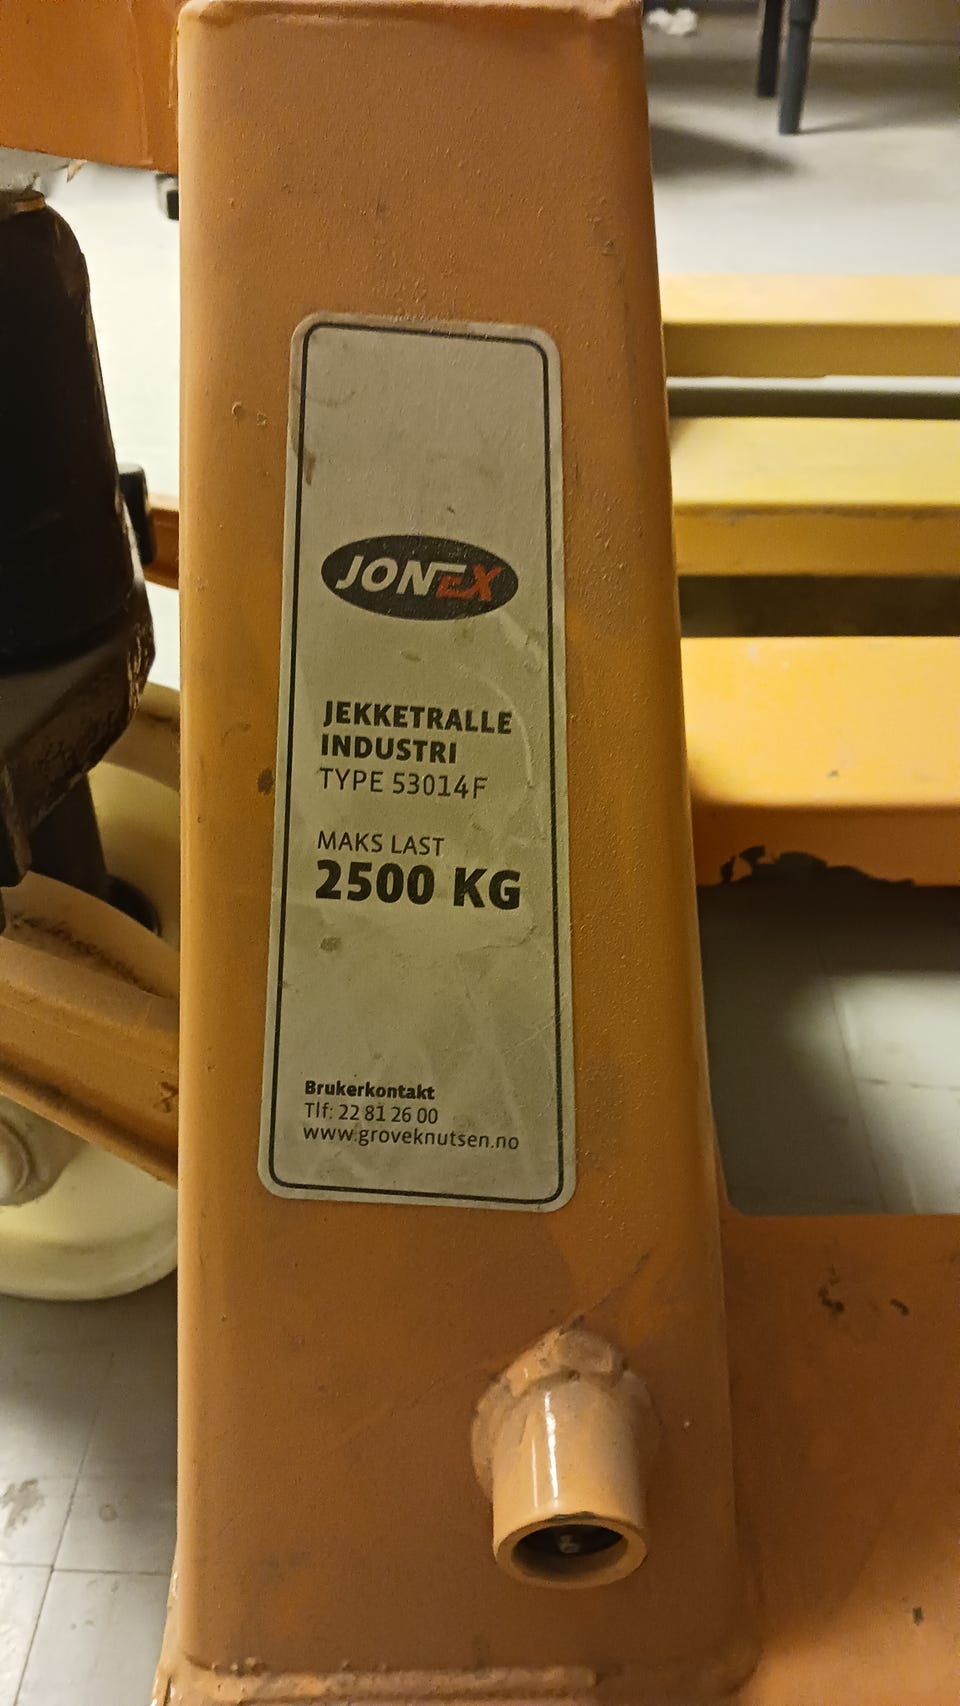 JONEX
JEKKETRALLE
INDUSTRI
TYPE 53014F
MAKS LAST
2500 KG
Brukerkontakt
Tlf: 22 81 26 00
www.groveknutsen.no